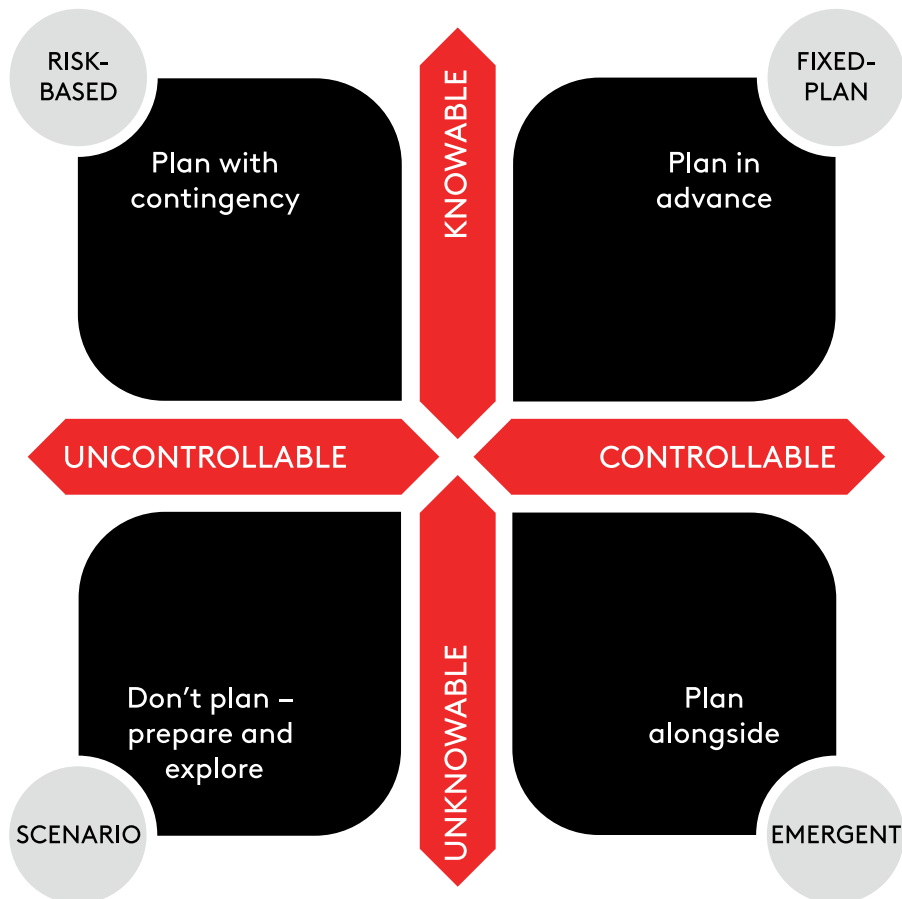 RISK-
BASED
FIXED-
PLAN
KNOWABLE
Plan with
contingency
Plan in
advance
UNCONTROLLABLE
CONTROLLABLE
UNKNOWABLE
Don’t plan –
prepare and
explore
Plan
alongside
SCENARIO
EMERGENT